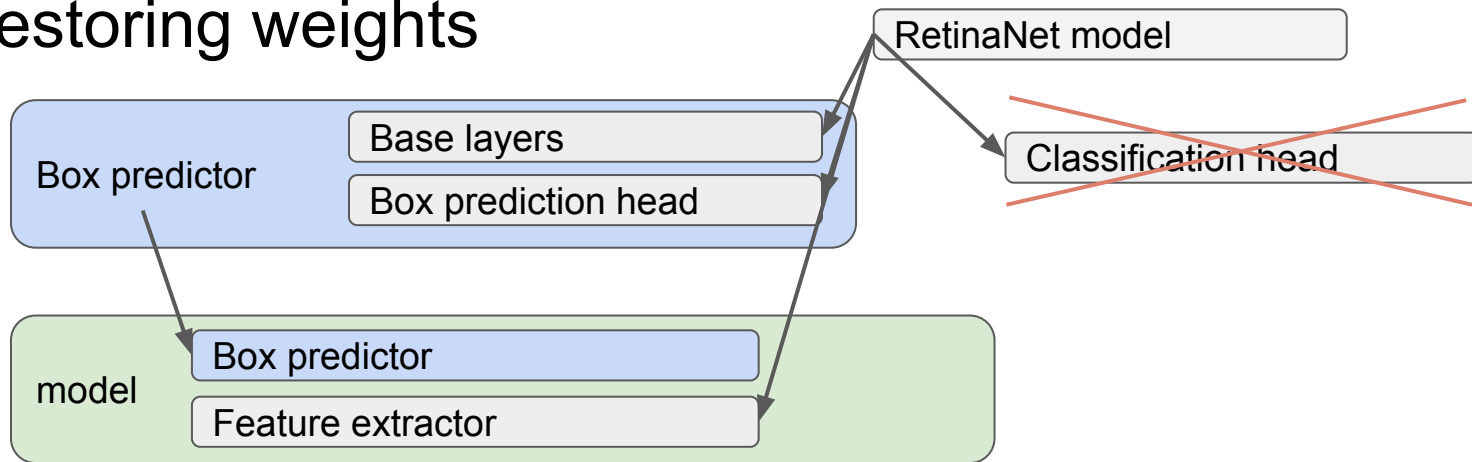 estoring weights
RetinaNet model
Base layers
Classification head
Box predictor
Box prediction head
Box predictor
model
Feature extractor